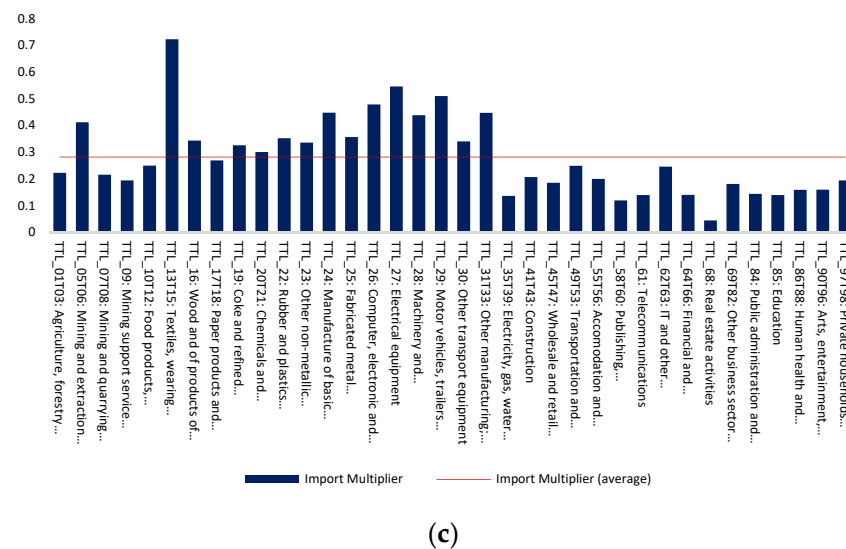 0.8
0.7
0.6
0.5
0.4
0.3
0.2
0.1
0
TTL_01T03: Agriculture, forestry...
TTL_05T06: Mining and extraction...
TTL_07T08: Mining and quarrying...
TTL_09: Mining support service...
TTL_10T12: Food products,...
TTL_13T15: Textiles, wearing...
TTL_16: Wood and of products of...
TTL_17T18: Paper products and...
TTL_19: Coke and refined...
TTL_20T21: Chemicals and...
TTL_22: Rubber and plastics...
TTL_23: Other non-metallic...
TTL_24: Manufacture of basic...
TTL_25: Fabricated metal...
TTL_26: Computer, electronic and...
TTL_27: Electrical equipment
TTL_28: Machinery and...
TTL_29: Motor vehicles, trailers...
TTL_30: Other transport equipment
TTL_31T33: Other manufacturing;...
TTL_35T39: Electricity, gas, water...
TTL_41T43: Construction
TTL_45T47: Wholesale and retail...
TTL_49T53: Transportation and...
TTL_55T56: Accomodation and...
TTL_58T60: Publishing,...
TTL_61: Telecommunications
TTL_62T63: IT and other...
TTL_64T66: Financial and...
TTL_68: Real estate activities
TTL_69T82: Other business sector...
TTL_84: Public administration and...
TTL_85: Education
TTL_86T88: Human health and...
TTL_90T96: Arts, entertainment,...
TTL_97T98: Private households...
Import Multiplier
Import Multiplier (average)
(c)